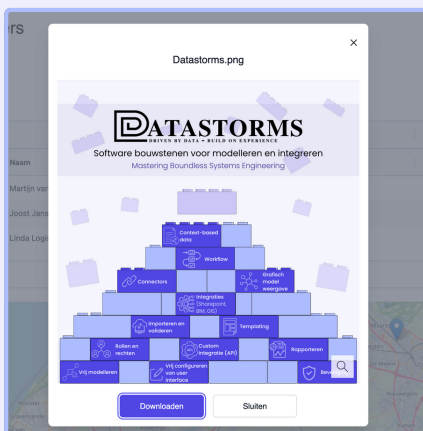 ers
Datastorms.png
DATASTORMS
DRIVEN BY DATA - BUILD ON EXPERIENCE
Software bouwstenen voor modelleren en integreren
Mastering Boundless Systems Engineering
Naam
Martijn van
Joost Jans
Linda Logi
Context-based
data
Workflow
Connectors
Grafisch
model
weergave
Integraties
(Sharepoint,
BIM, GIS)
Importeren en
valideren
Templating
Rollen en
rechten
Custom
integratie (API)
Rapporteren
Vrij modelleren
Vrij configureren
van user
interface
Bev
Downloaden
Sluiten